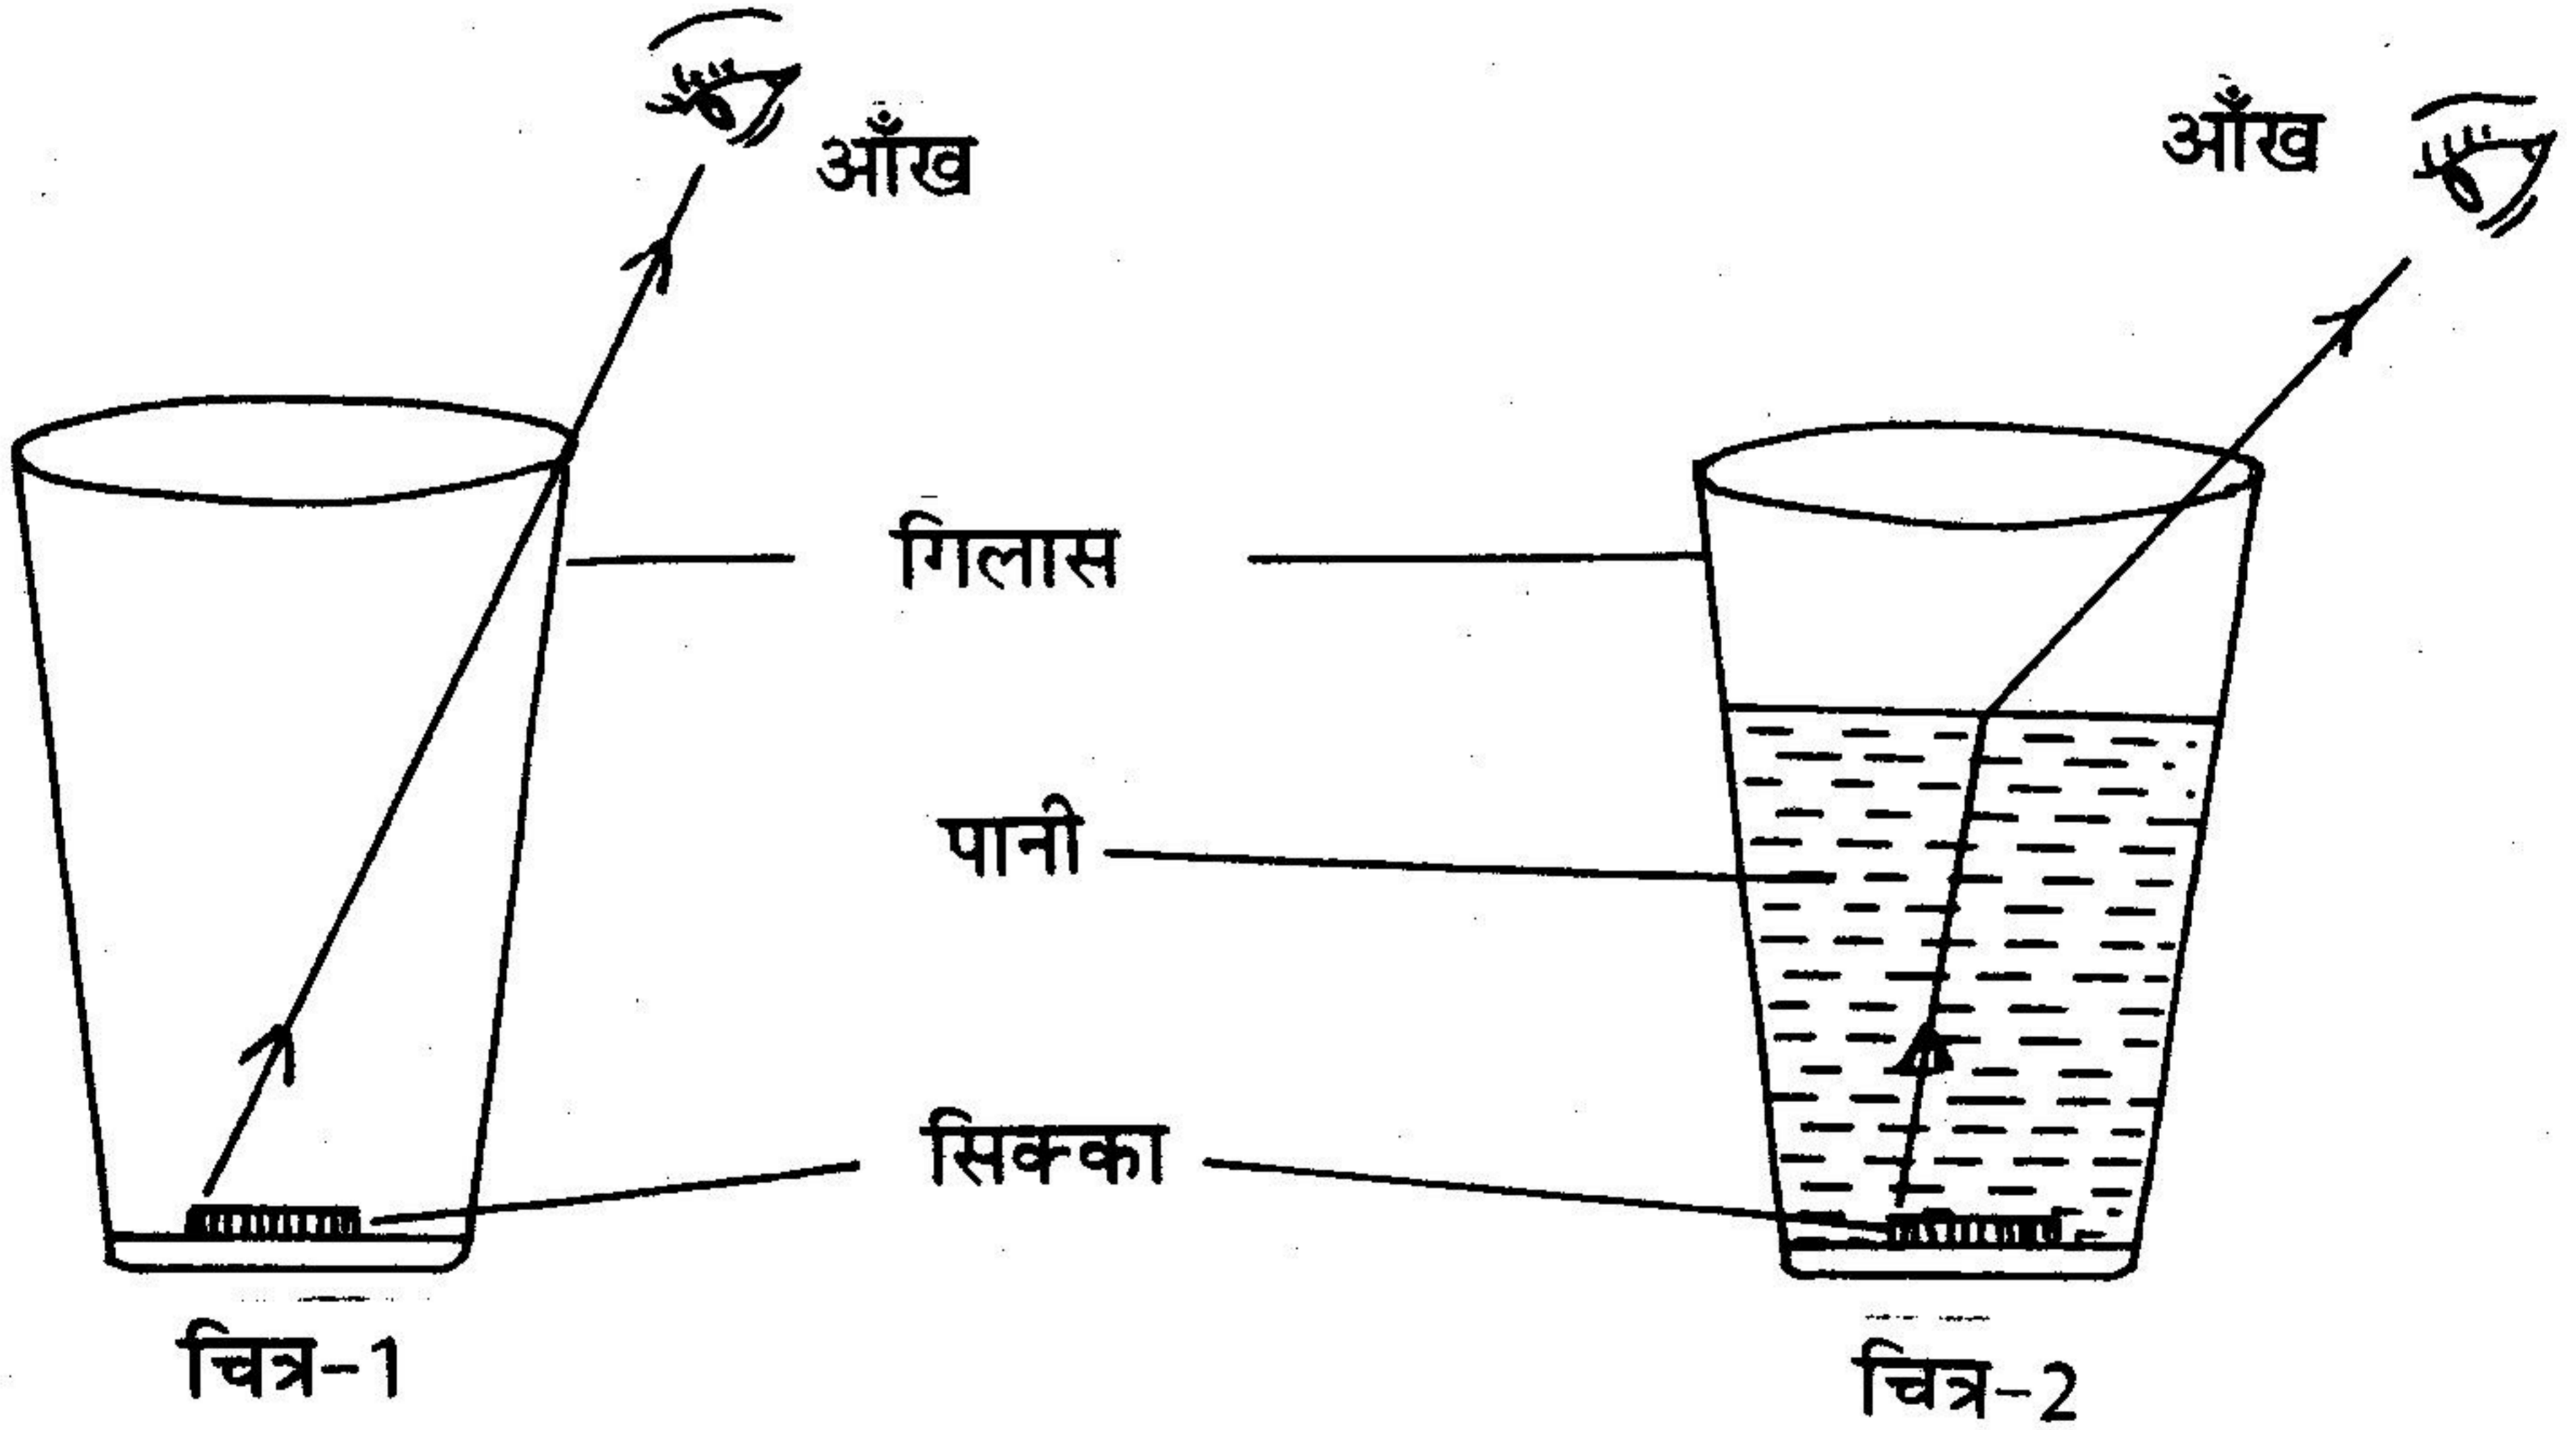 आँख
आँख
गिलास
पानी
सिक्का
चित्र-1
चित्र-2